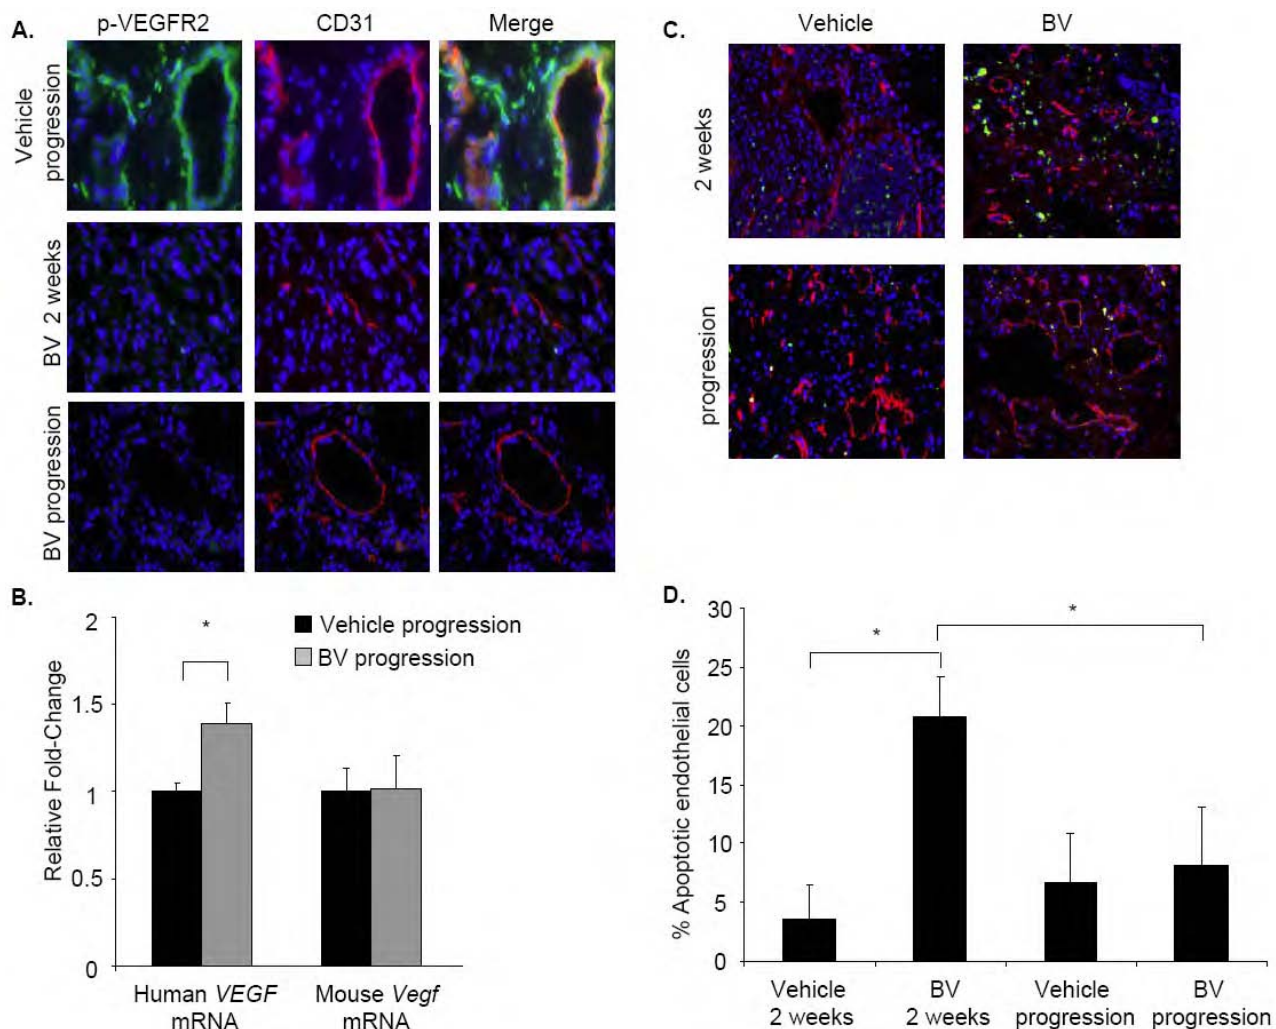 A.
p-VEGFR2
CD31
Merge
Vehicle
progression
BV 2 weeks
BV progression
B.
2
1.5
1
0.5
0
Relative Fold-Change
*
Vehicle progression
BV progression
Human VEGF
mRNA
Mouse Vegf
mRNA
C.
Vehicle
BV
2 weeks
progression
D.
30
25
20
15
10
5
0
% Apoptotic endothelial cells
*
*
Vehicle
2 weeks
BV
2 weeks
Vehicle
progression
BV
progression